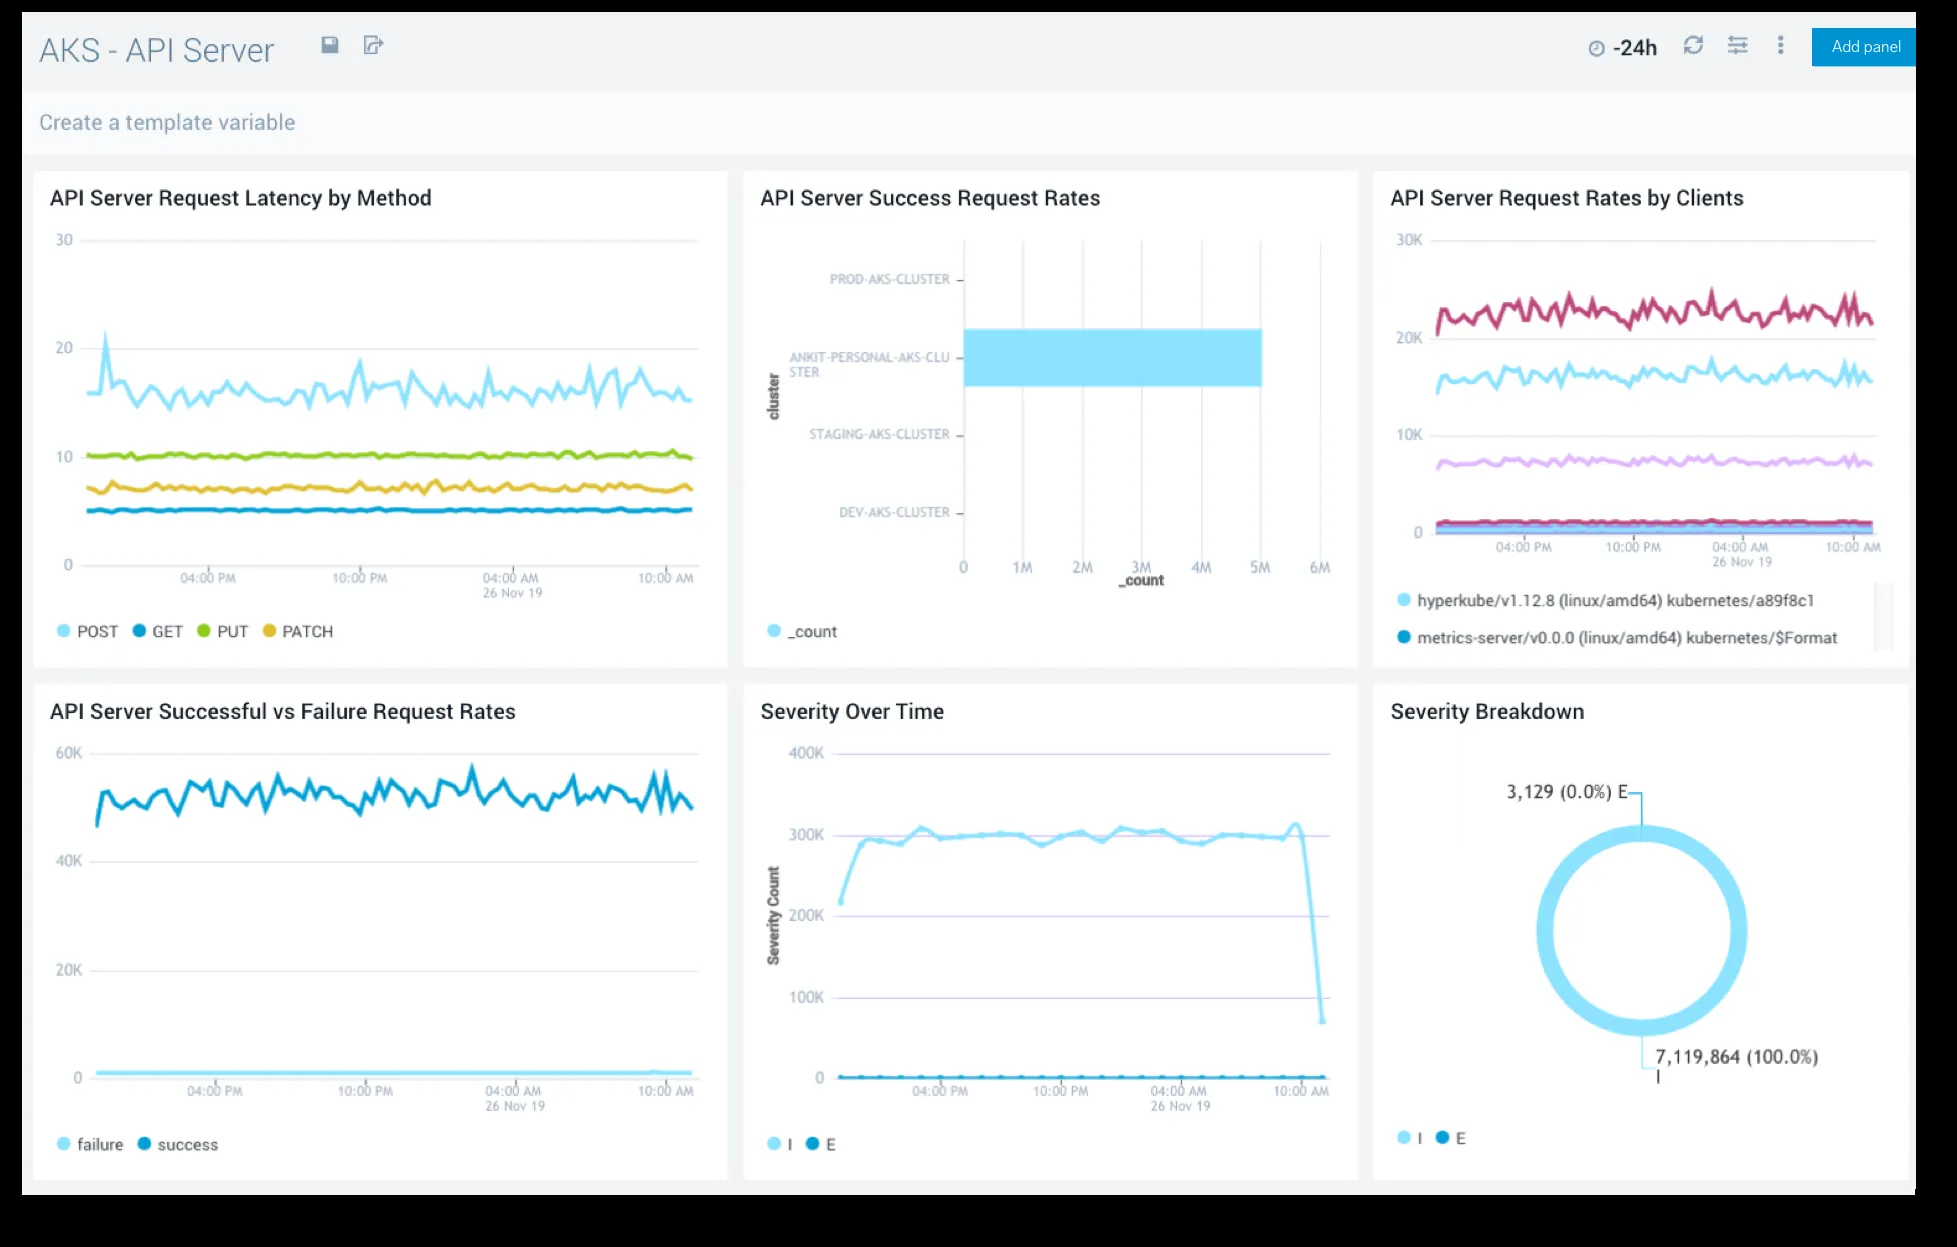 AKS - API Server
-24h
Add panel
Create a template variable
API Server Request Latency by Method
30
20
10
0
04:00 PM
10:00 PM
04:00 AM
10:00 AM
26 Nov 19
POST
GET
PUT
PATCH
API Server Success Request Rates
cluster
PROD-AKS-CLUSTER
ANKIT-PERSONAL-AKS-CLU
STER
STAGING-AKS-CLUSTER
DEV-AKS-CLUSTER
0
1M
2M
3M
4M
5M
6M
_count
_count
API Server Request Rates by Clients
30K
20K
10K
0
04:00 PM
10:00 PM
04:00 AM
10:00 AM
26 Nov 19
hyperkube/v1.12.8 (linux/amd64) kubernetes/a89f8c1
metrics-server/v0.0.0 (linux/amd64) kubernetes/$Format
API Server Successful vs Failure Request Rates
60K
40K
20K
0
04:00 PM
10:00 PM
04:00 AM
10:00 AM
26 Nov 19
failure
success
Severity Over Time
Severity Count
400K
300K
200K
100K
0
04:00 PM
10:00 PM
04:00 AM
10:00 AM
26 Nov 19
I
E
Severity Breakdown
3,129 (0.0%) E
7,119,864 (100.0%)
I
I
E